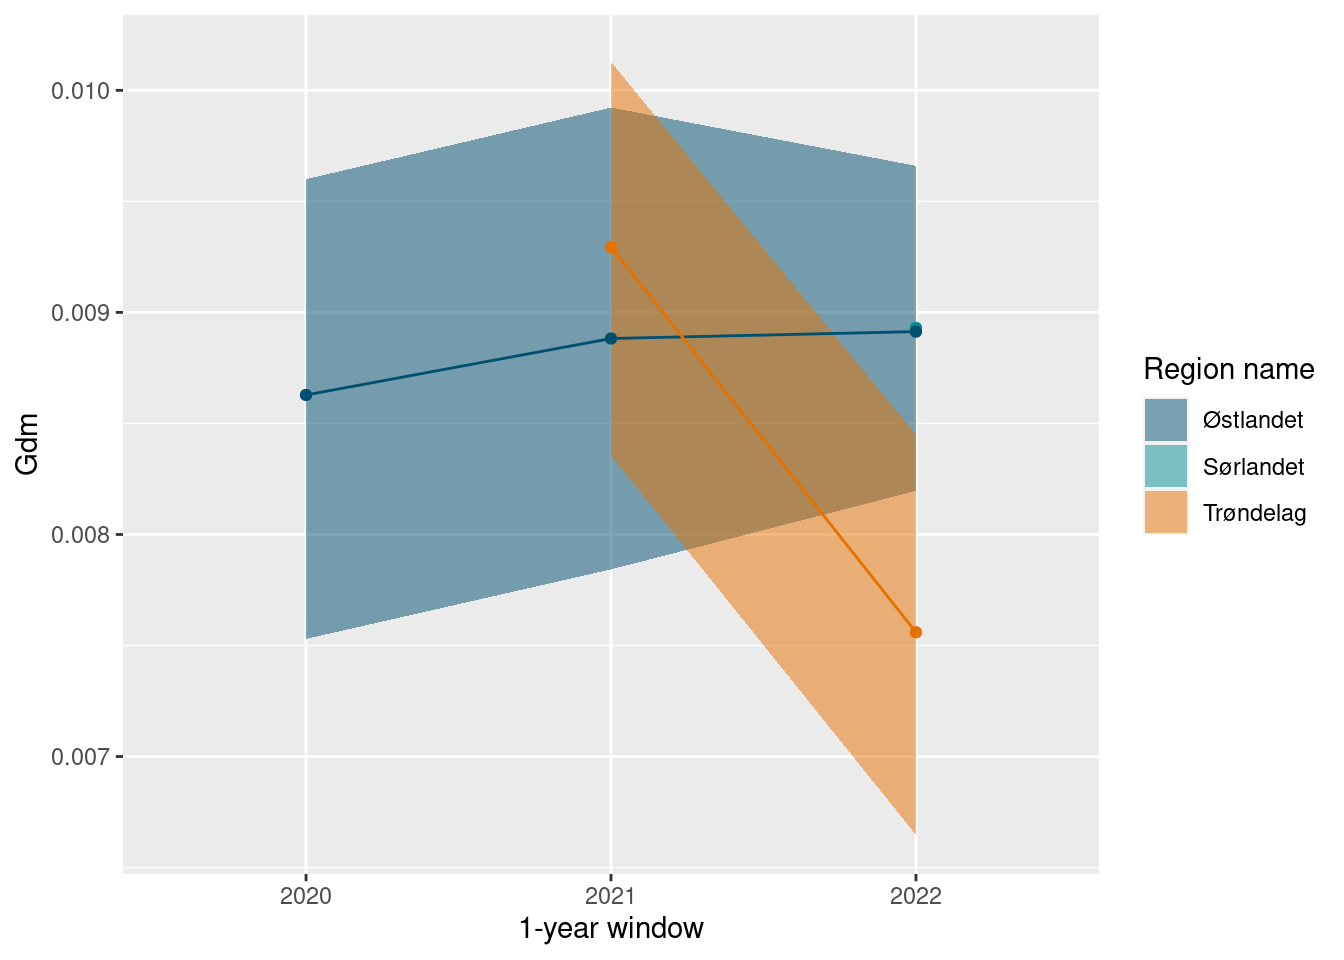 0.010
0.009
0.008
0.007
Gdm
2020 2021 2022
1-year window
Region name
Østlandet
Sørlandet
Trøndelag